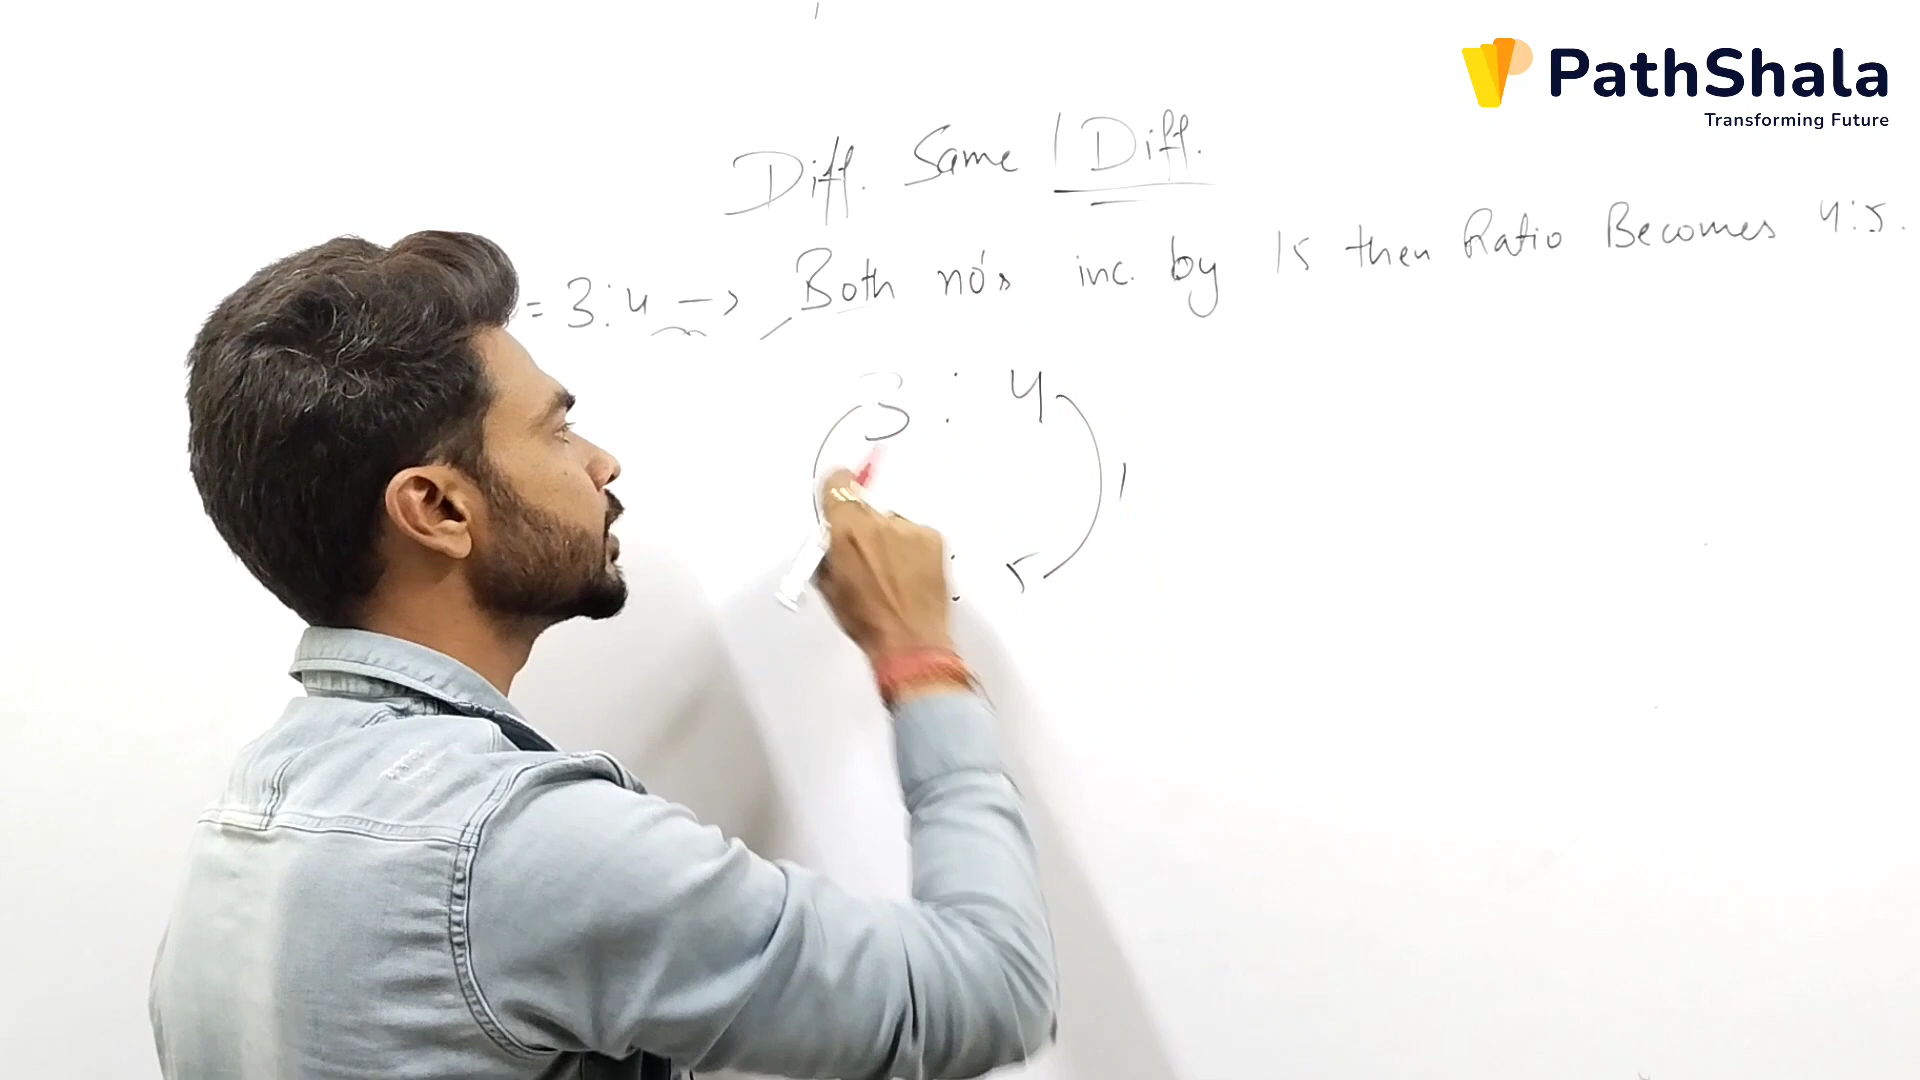 PathShala
Transforming Future
Diff. Same | Diff.
= 3:4 → Both no's inc. by 15 then Ratio Becomes 4:5.
3 : 4
1
: 5